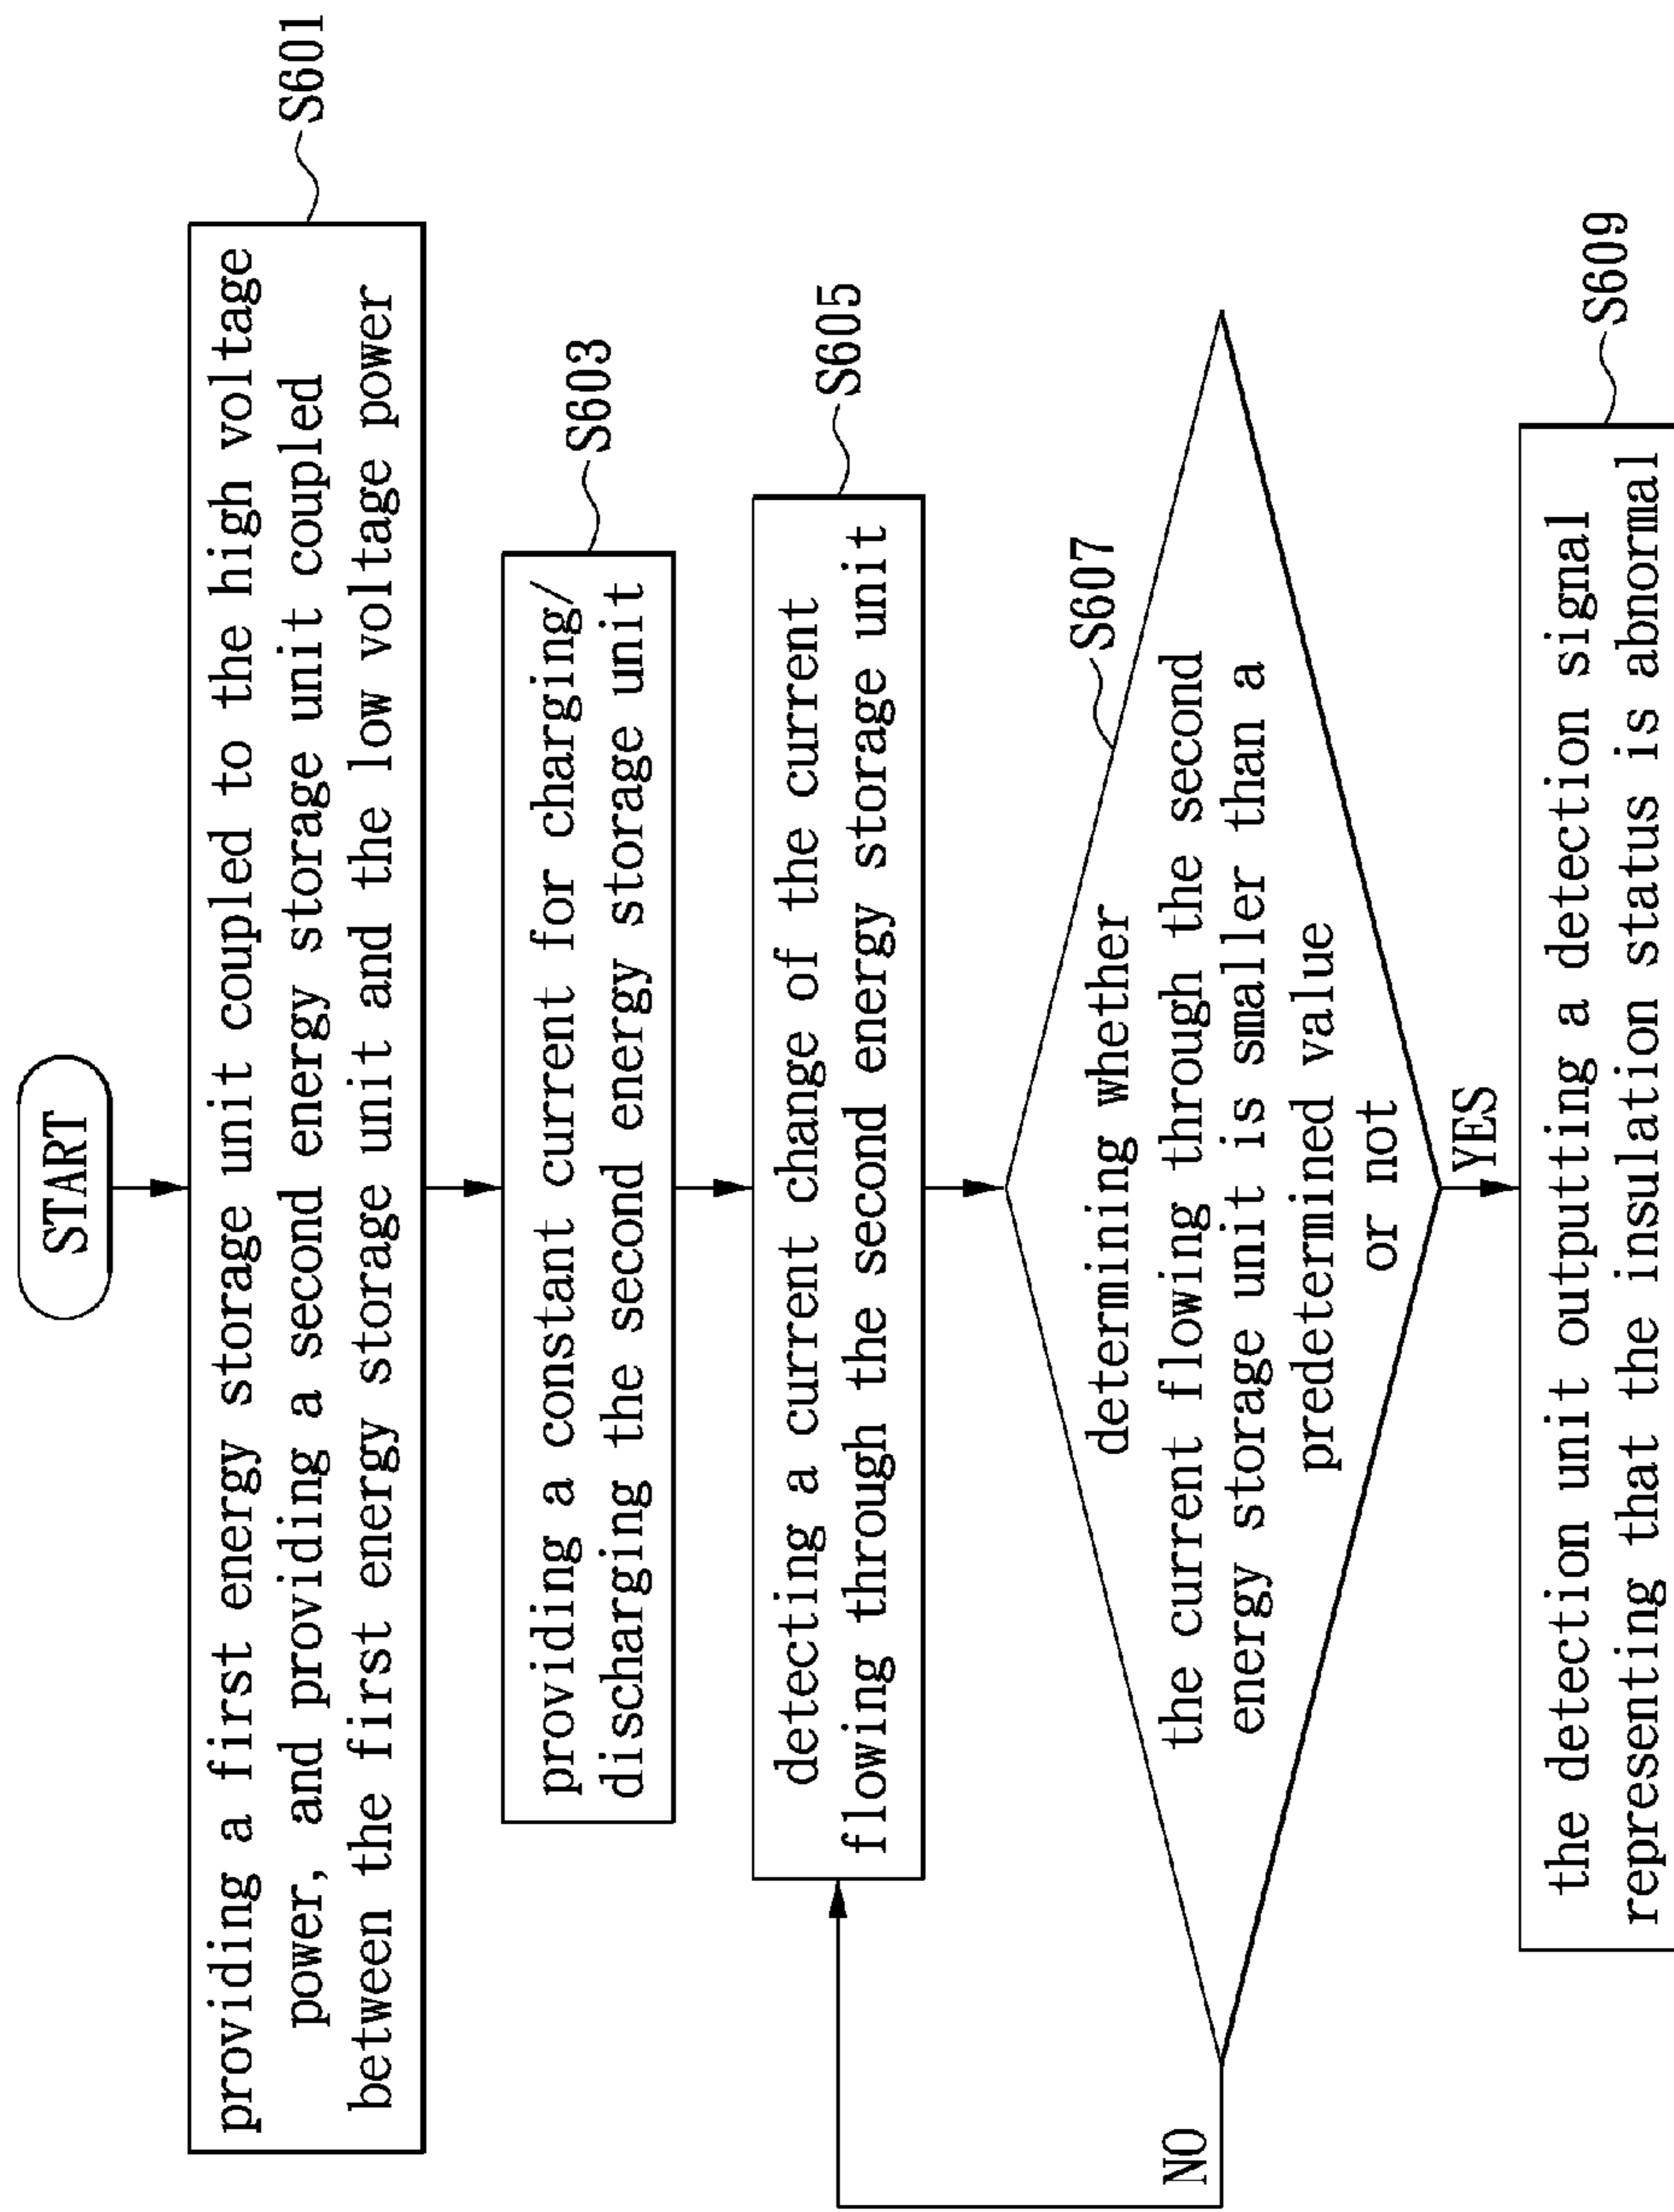 START
providing a first energy storage unit coupled to the high voltage
power, and providing a second energy storage unit coupled
between the first energy storage unit and the low voltage power
S601
providing a constant current for charging/
discharging the second energy storage unit
S603
detecting a current change of the current
flowing through the second energy storage unit
S605
determining whether
the current flowing through the second
energy storage unit is smaller than a
predetermined value
or not
S607
NO
YES
the detection unit outputting a detection signal
representing that the insulation status is abnormal
S609